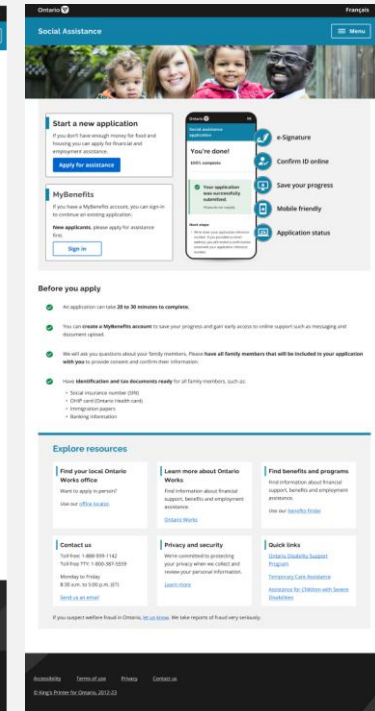 Ontario
Français
Social Assistance
Menu
Start a new application
If you don't have enough money for food and
housing you can apply for financial and
employment assistance.
Apply for assistance
MyBenefits
If you have a MyBenefits account, you can sign in
to continue an existing application.
New applicants, please apply for assistance
first.
Sign in
Ontario
Social assistance
application
You're done!
100% complete
Your application
was successfully
submitted.
Next steps
e-Signature
Confirm ID online
Save your progress
Mobile friendly
Application status
Before you apply
An application can take 20 to 30 minutes to complete.
You can create a MyBenefits account to save your progress and gain early access to online support such as messaging and
document upload.
We will ask you questions about your family members. Please have all family members that will be included in your application
with you to provide consent and confirm their information.
Have identification and tax documents ready for all family members, such as:
• Social insurance number (SIN)
• OHIP card (Ontario Health card)
• Immigration papers
• Banking information
Explore resources
Find your local Ontario
Works office
Want to apply in person?
Use our office locator
Learn more about Ontario
Works
Find information about financial
support, benefits and employment
assistance.
Ontario Works
Find benefits and programs
Find information about financial
support, benefits and employment
assistance.
Use our benefits finder
Contact us
Toll-free: 1-888-999-1142
Toll-free TTY: 1-800-387-5559
Monday to Friday
8:30 a.m. to 5:00 p.m. (ET)
Send us an email
Privacy and security
We're committed to protecting
your privacy when we collect and
review your personal information.
Learn more
Quick links
Ontario Disability Support
Program
Temporary Care Assistance
Assistance for Children with Severe
Disabilities
If you suspect welfare fraud in Ontario, let us know. We take reports of fraud very seriously.
Accessibility
Terms of use
Privacy
Contact us
© King's Printer for Ontario, 2012-23